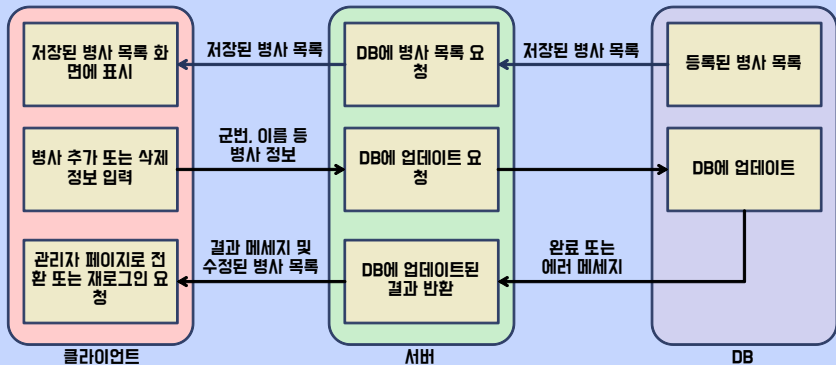 저장된 병사 목록 화
면에 표시
저장된 병사 목록
DB에 병사 목록 요
청
저장된 병사 목록
등록된 병사 목록
병사 추가 또는 삭제
정보 입력
군번, 이름 등
병사 정보
DB에 업데이트 요
청
DB에 업데이트
관리자 페이지로 전
환 또는 재로그인 요
청
결과 메세지 및
수정된 병사 목록
DB에 업데이트된
결과 반환
완료 또는
에러 메세지
클라이언트
서버
DB